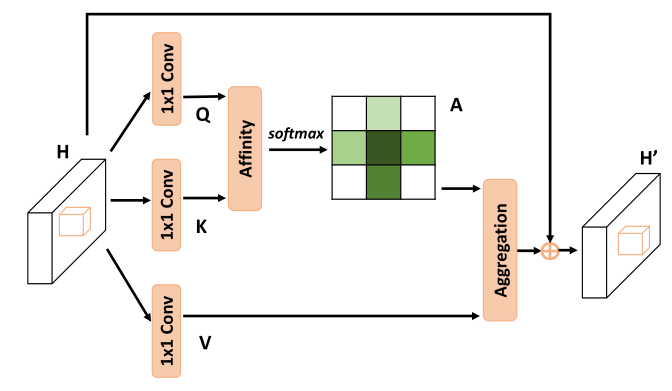 H
1x1 Conv
Q
1x1 Conv
K
1x1 Conv
V
Affinity
softmax
A
Aggregation
H'